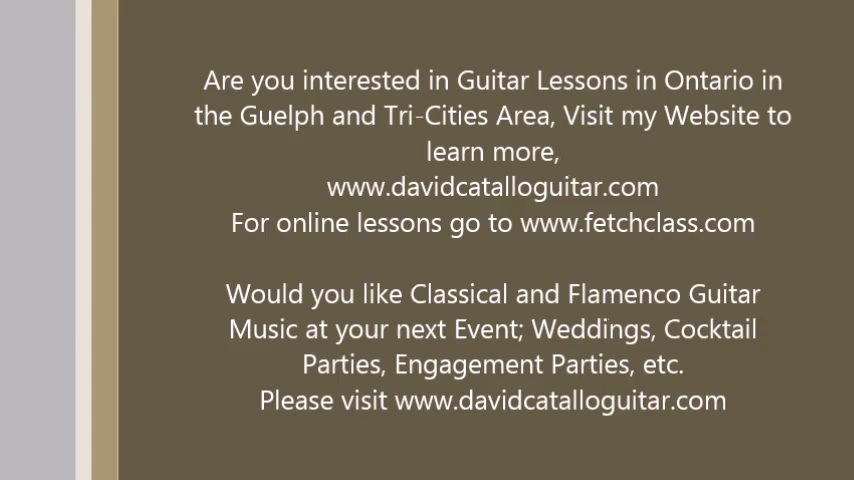 Are you interested in Guitar Lessons in Ontario in
the Guelph and Tri-Cities Area, Visit my Website to
learn more,
www.davidcatalloguitar.com
For online lessons go to www.fetchclass.com
Would you like Classical and Flamenco Guitar
Music at your next Event; Weddings, Cocktail
Parties, Engagement Parties, etc.
Please visit www.davidcatalloguitar.com